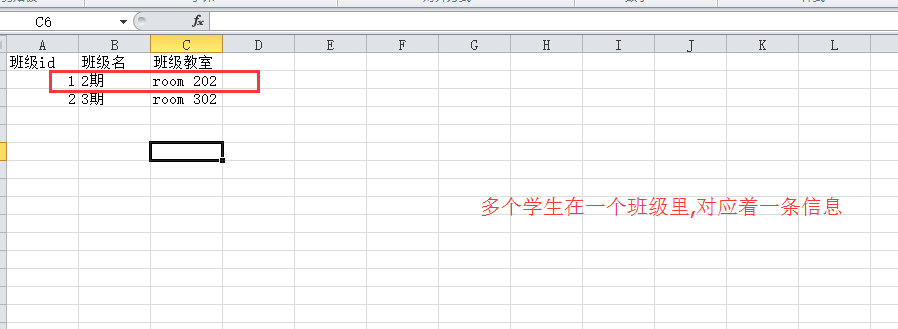 C6
fx
A B C D E F G H I J K L
班级id 班级名 班级教室
1 2期 room 202
2 3期 room 302
多个学生在一个班级里,对应着一条信息